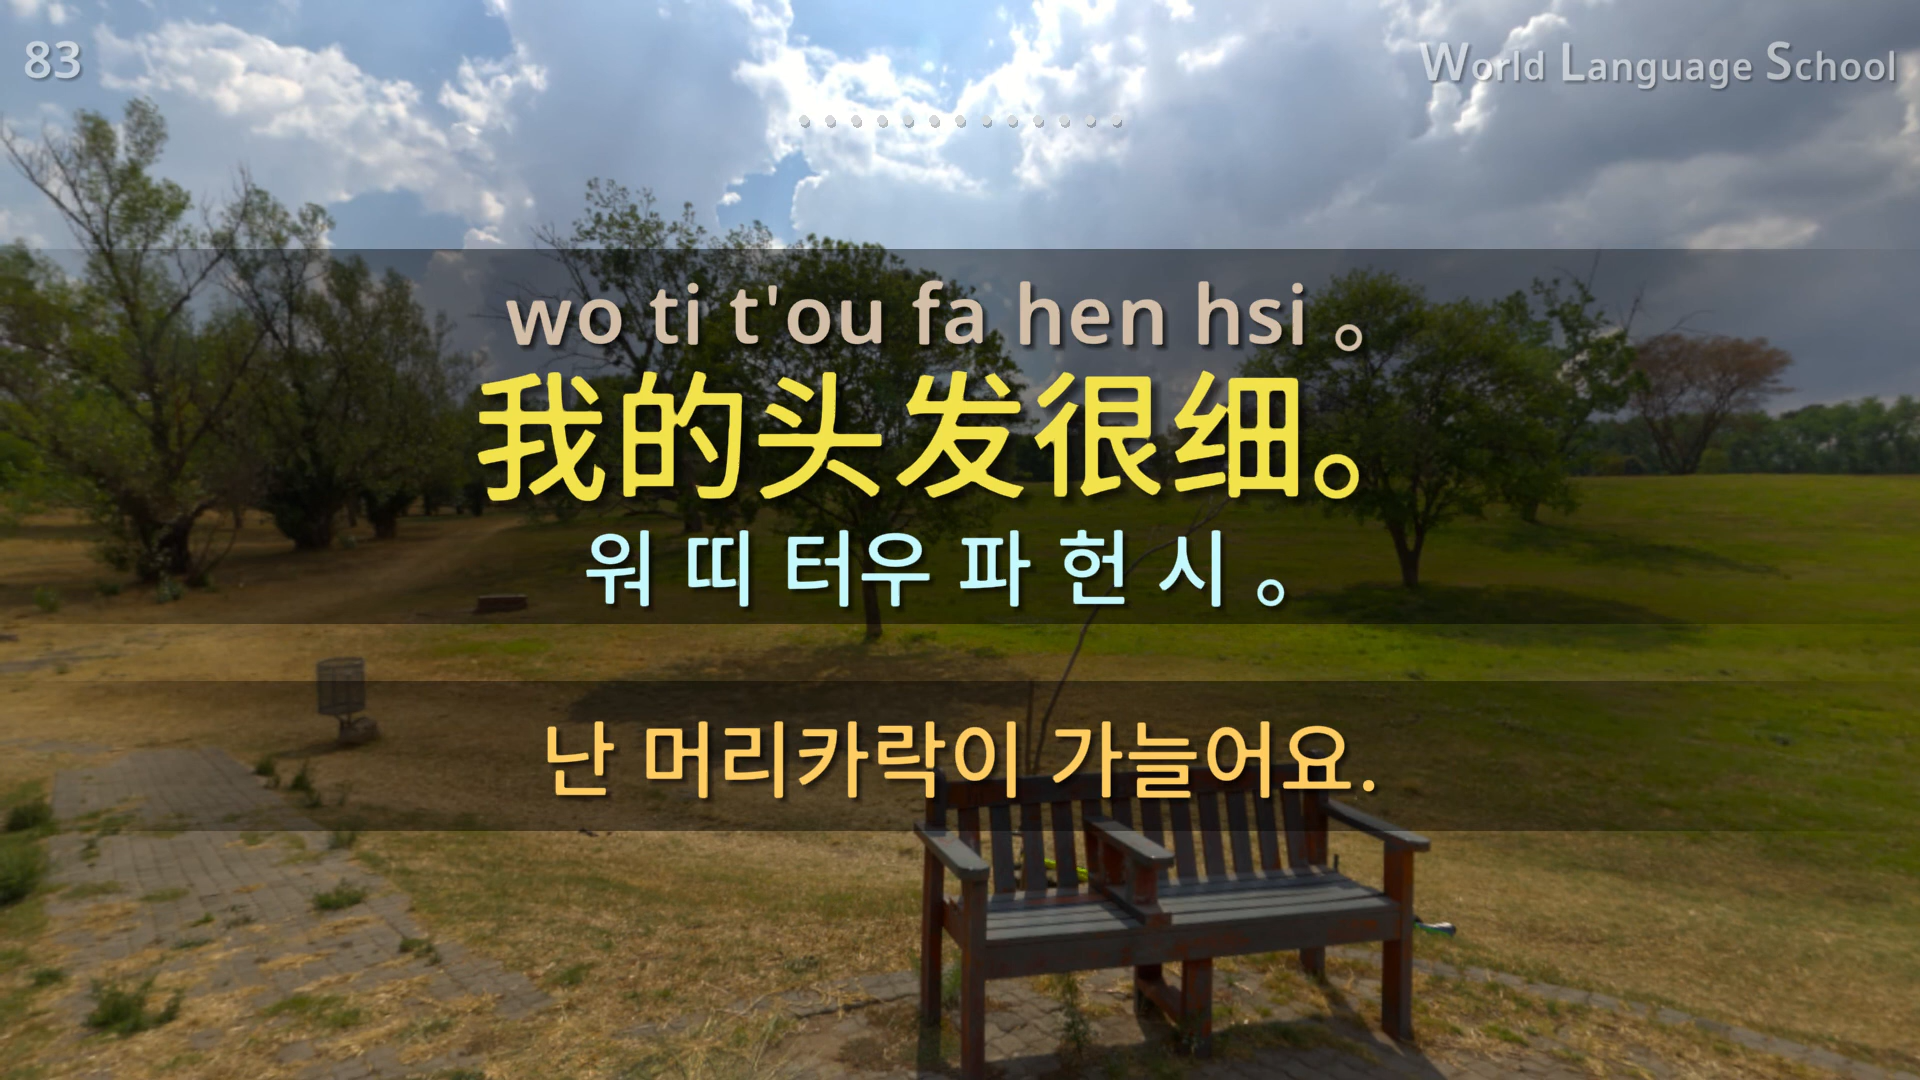 83
World Language School
wo ti t'ou fa hen hsi 。
我的头发很细。
워 띠 터우 파 헌 시 。
난 머리카락이 가늘어요.